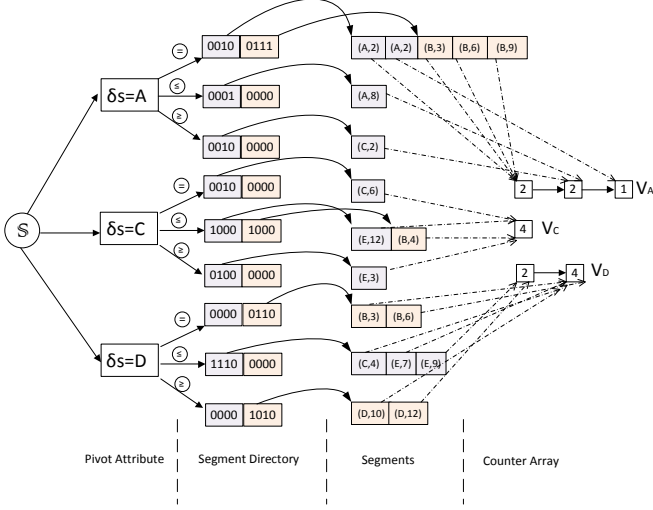 = 0010 0111 (A,2) (A,2) (B,3) (B,6) (B,9)
δs=A ≤ 0001 0000 (A,8)
≥ 0010 0000 (C,2)
2 2 1 VA
= 0010 0000 (C,6)
𝕊 δs=C ≤ 1000 1000 (E,12) (B,4) 4 VC
≥ 0100 0000 (E,3) 2 4 VD
= 0000 0110 (B,3) (B,6)
δs=D ≤ 1110 0000 (C,4) (E,7) (E,9)
≥ 0000 1010 (D,10) (D,12)
Pivot Attribute Segment Directory Segments Counter Array